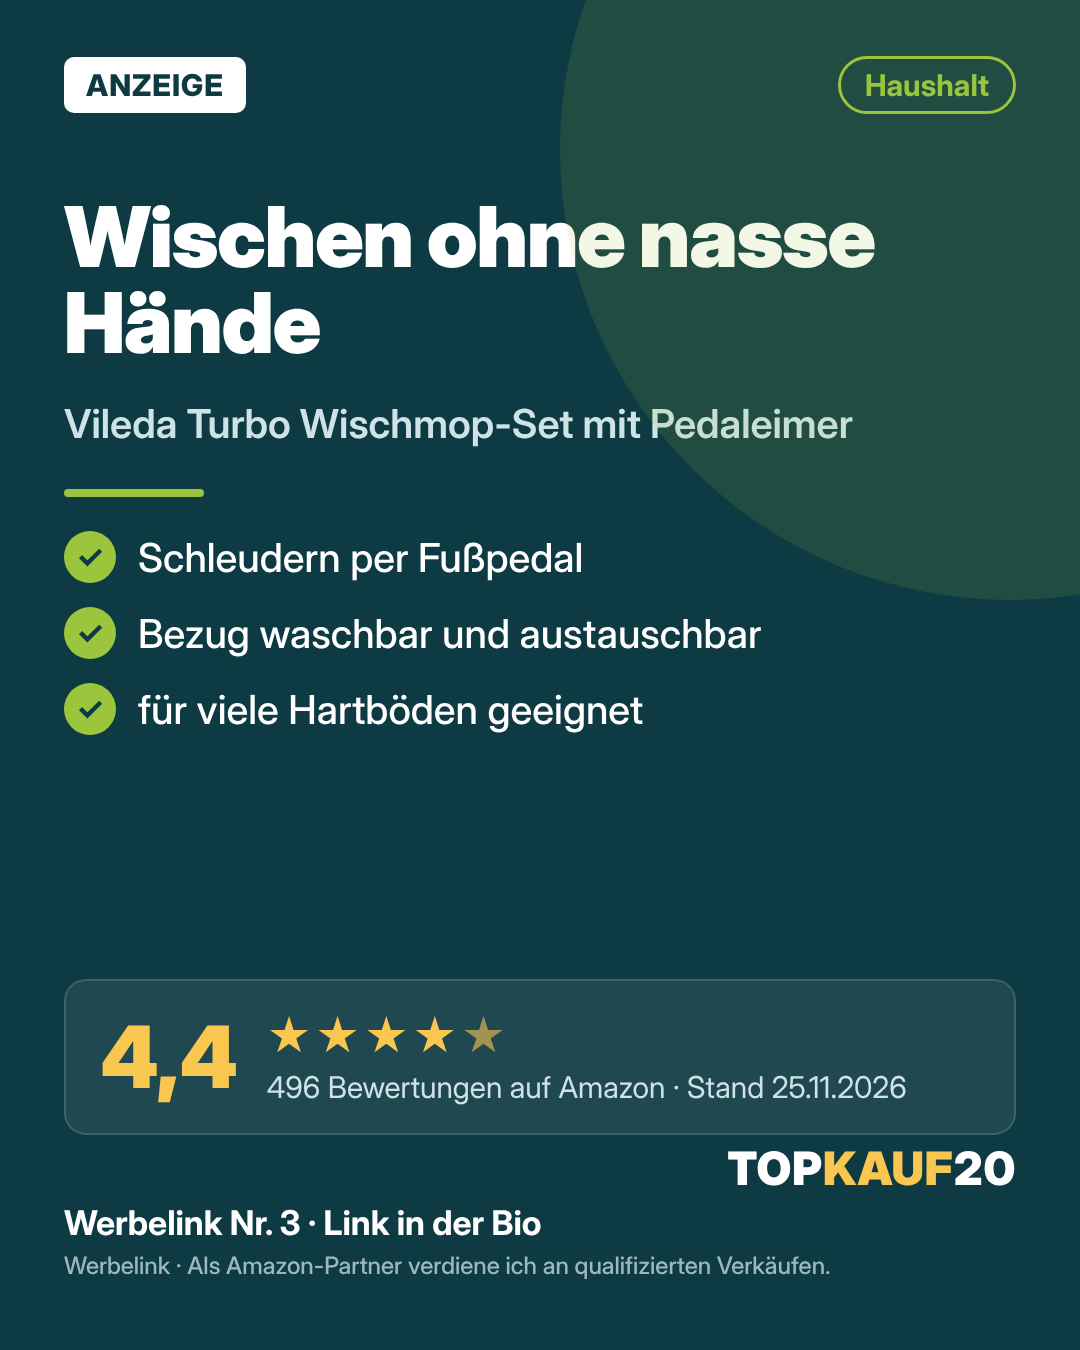 ANZEIGE
Haushalt
Wischen ohne nasse
Hände
Vileda Turbo Wischmop-Set mit Pedaleimer
Schleudern per Fußpedal
Bezug waschbar und austauschbar
für viele Hartböden geeignet
4,4
496 Bewertungen auf Amazon · Stand 25.11.2026
TOPKAUF20
Werbelink Nr. 3 · Link in der Bio
Werbelink · Als Amazon-Partner verdiene ich an qualifizierten Verkäufen.